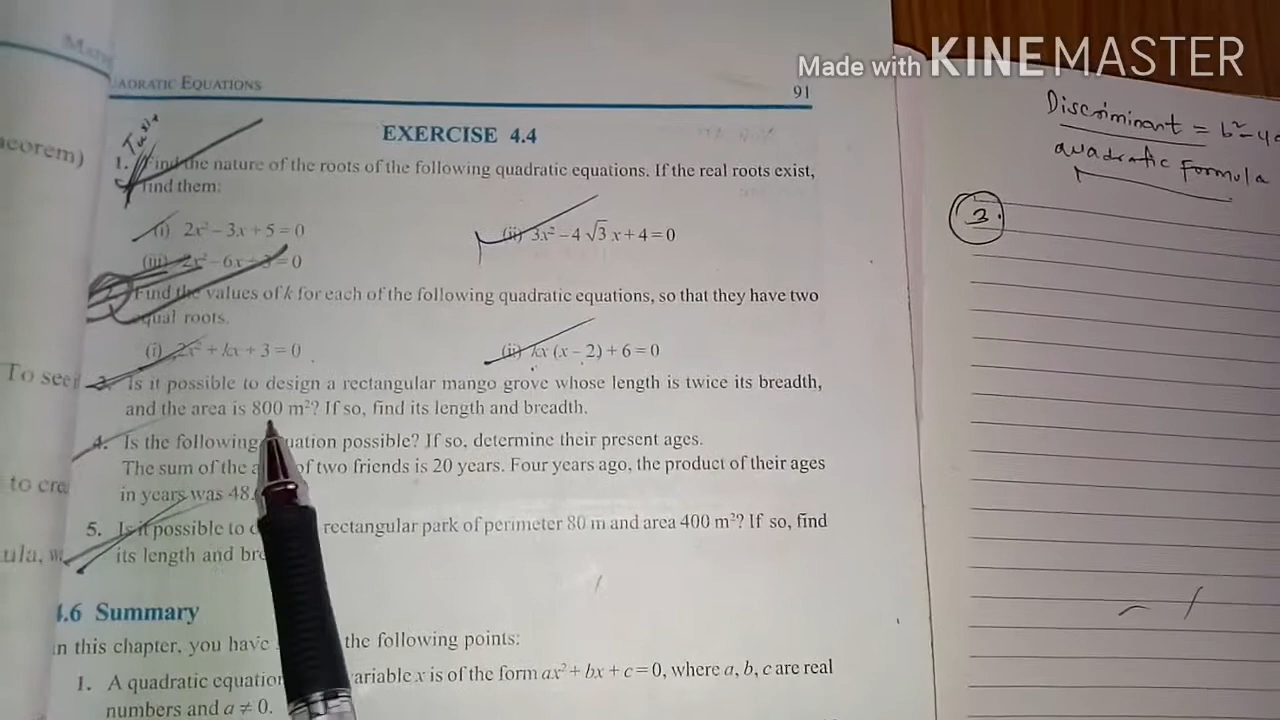 Made with KINEMASTER
ADRATIC EQUATIONS
91
EXERCISE 4.4
1. Find the nature of the roots of the following quadratic equations. If the real roots exist,
find them:
(i) 2x² – 3x + 5 = 0
(ii) 3x² – 4 √3 x + 4 = 0
(iii) 2x² – 6x + 3 = 0
2. Find the values of k for each of the following quadratic equations, so that they have two
equal roots.
(i) 2x² + kx + 3 = 0
(ii) kx (x – 2) + 6 = 0
3. Is it possible to design a rectangular mango grove whose length is twice its breadth,
and the area is 800 m²? If so, find its length and breadth.
4. Is the following uation possible? If so, determine their present ages.
The sum of the a of two friends is 20 years. Four years ago, the product of their ages
in years was 48.
5. Is it possible to rectangular park of perimeter 80 m and area 400 m²? If so, find
its length and bre
4.6 Summary
n this chapter, you have the following points:
1. A quadratic equation ariable x is of the form ax² + bx + c = 0, where a, b, c are real
numbers and a ≠ 0.
eorem)
To see
to cre
ula, w
Discriminant = b² – 4
Quadratic Formula
3.